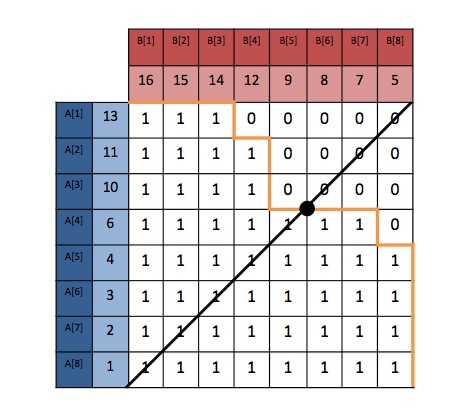 B[1] B[2] B[3] B[4] B[5] B[6] B[7] B[8]
16 15 14 12 9 8 7 5
A[1] 13 1 1 1 0 0 0 0 0
A[2] 11 1 1 1 1 0 0 0 0
A[3] 10 1 1 1 1 0 0 0 0
A[4] 6 1 1 1 1 1 1 1 0
A[5] 4 1 1 1 1 1 1 1 1
A[6] 3 1 1 1 1 1 1 1 1
A[7] 2 1 1 1 1 1 1 1 1
A[8] 1 1 1 1 1 1 1 1 1